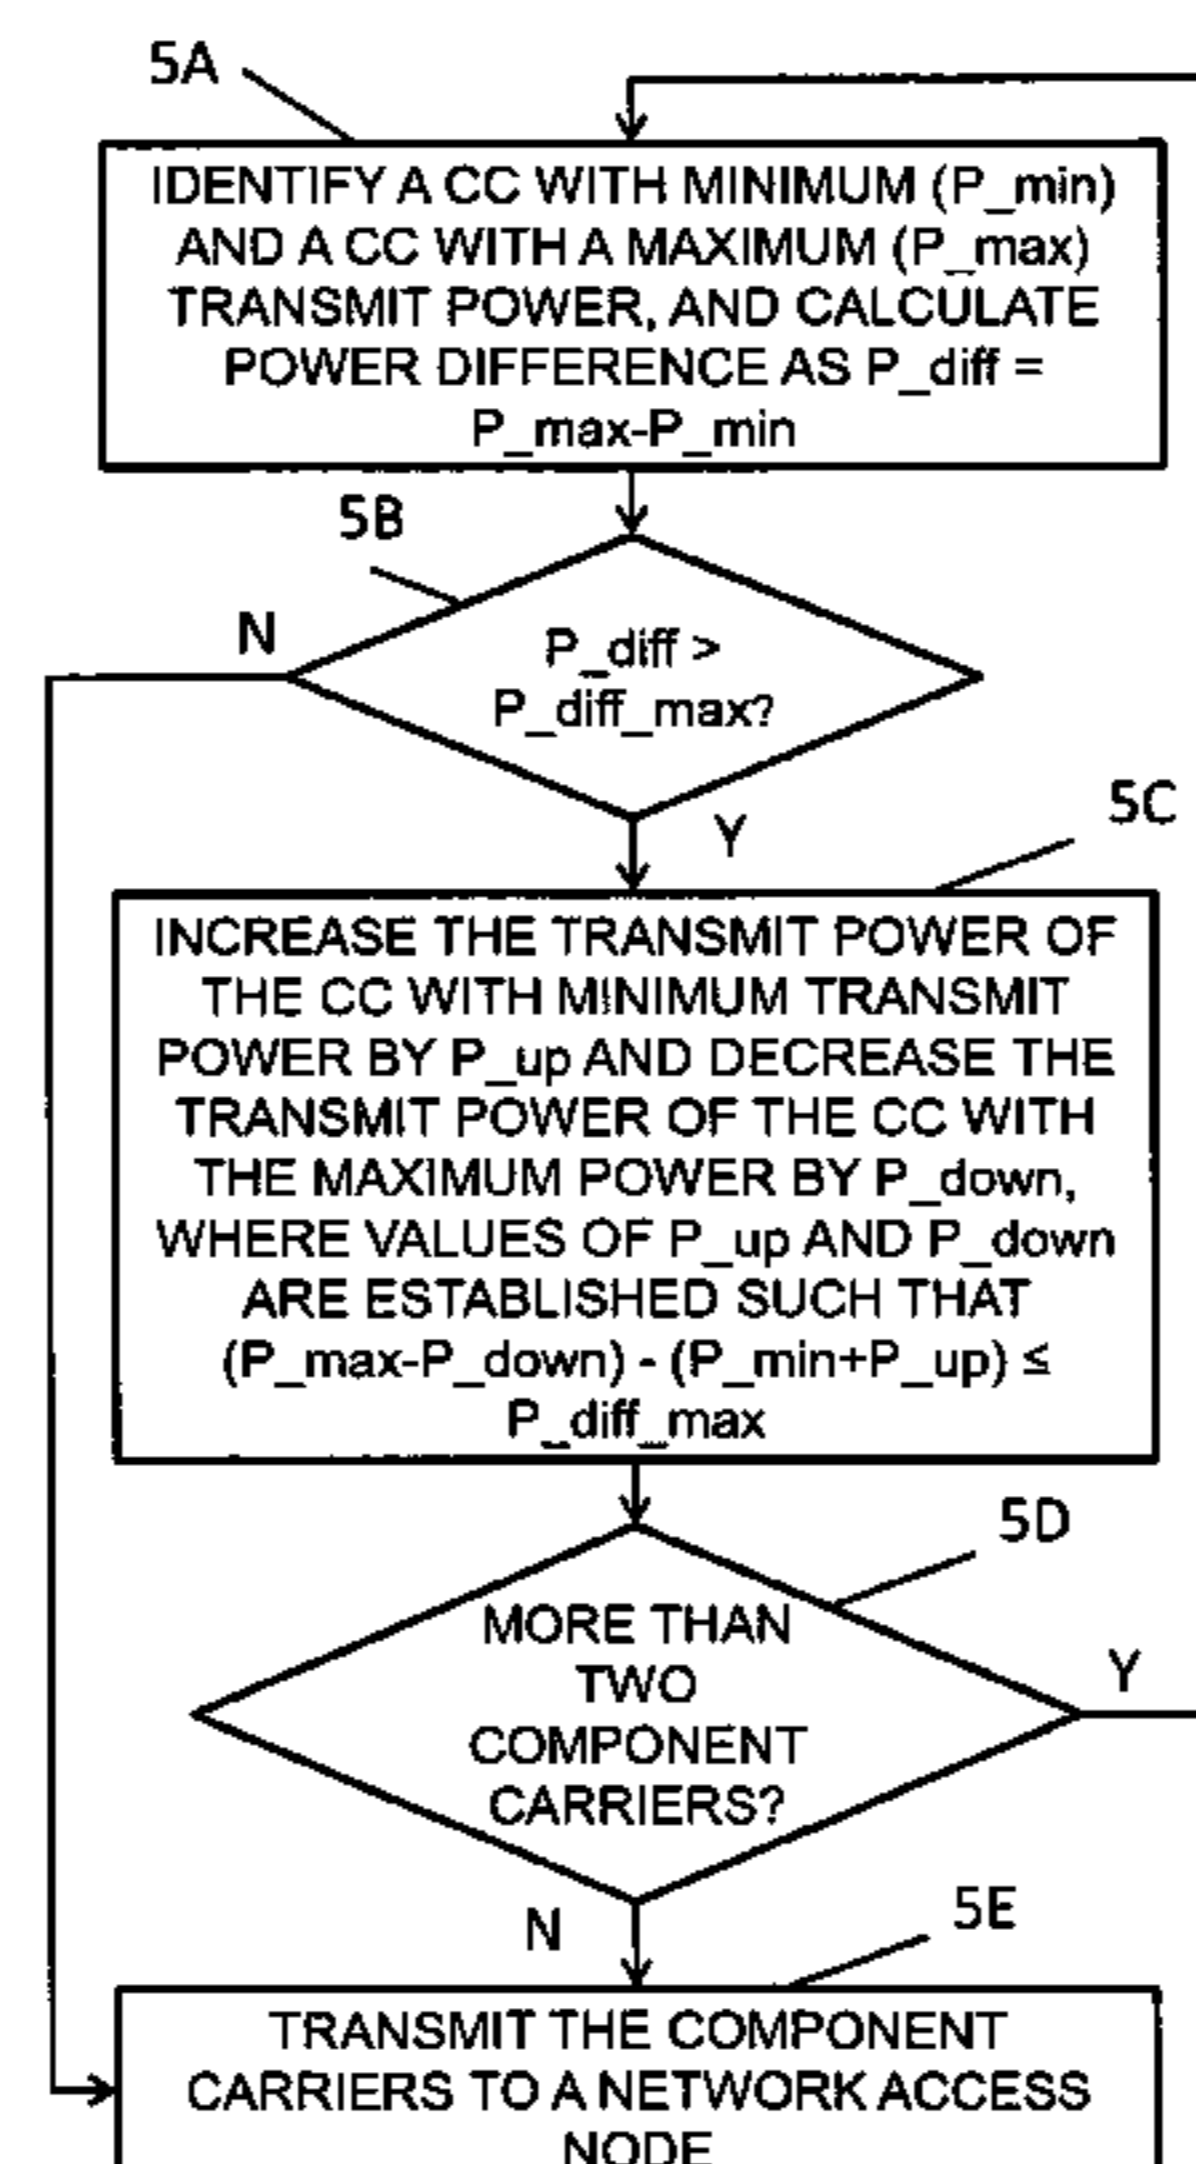 5A
IDENTIFY A CC WITH MINIMUM (P_min)
AND A CC WITH A MAXIMUM (P_max)
TRANSMIT POWER, AND CALCULATE
POWER DIFFERENCE AS P_diff =
P_max-P_min
5B
N
P_diff >
P_diff_max?
Y
5C
INCREASE THE TRANSMIT POWER OF
THE CC WITH MINIMUM TRANSMIT
POWER BY P_up AND DECREASE THE
TRANSMIT POWER OF THE CC WITH
THE MAXIMUM POWER BY P_down,
WHERE VALUES OF P_up AND P_down
ARE ESTABLISHED SUCH THAT
(P_max-P_down) - (P_min+P_up) ≤
P_diff_max
5D
MORE THAN
TWO
COMPONENT
CARRIERS?
Y
N
5E
TRANSMIT THE COMPONENT
CARRIERS TO A NETWORK ACCESS
NODE